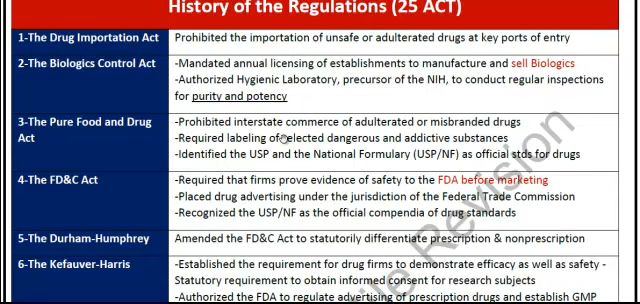 History of the Regulations (25 ACT)
1-The Drug Importation Act Prohibited the importation of unsafe or adulterated drugs at key ports of entry
2-The Biologics Control Act -Mandated annual licensing of establishments to manufacture and sell Biologics
-Authorized Hygienic Laboratory, precursor of the NIH, to conduct regular inspections
for purity and potency
3-The Pure Food and Drug
Act
-Prohibited interstate commerce of adulterated or misbranded drugs
-Required labeling of selected dangerous and addictive substances
-Identified the USP and the National Formulary (USP/NF) as official stds for drugs
4-The FD&C Act -Required that firms prove evidence of safety to the FDA before marketing
-Placed drug advertising under the jurisdiction of the Federal Trade Commission
-Recognized the USP/NF as the official compendia of drug standards
5-The Durham-Humphrey Amended the FD&C Act to statutorily differentiate prescription & nonprescription
6-The Kefauver-Harris -Established the requirement for drug firms to demonstrate efficacy as well as safety -
Statutory requirement to obtain informed consent for research subjects
-Authorized the FDA to regulate advertising of prescription drugs and establish GMP
Revision